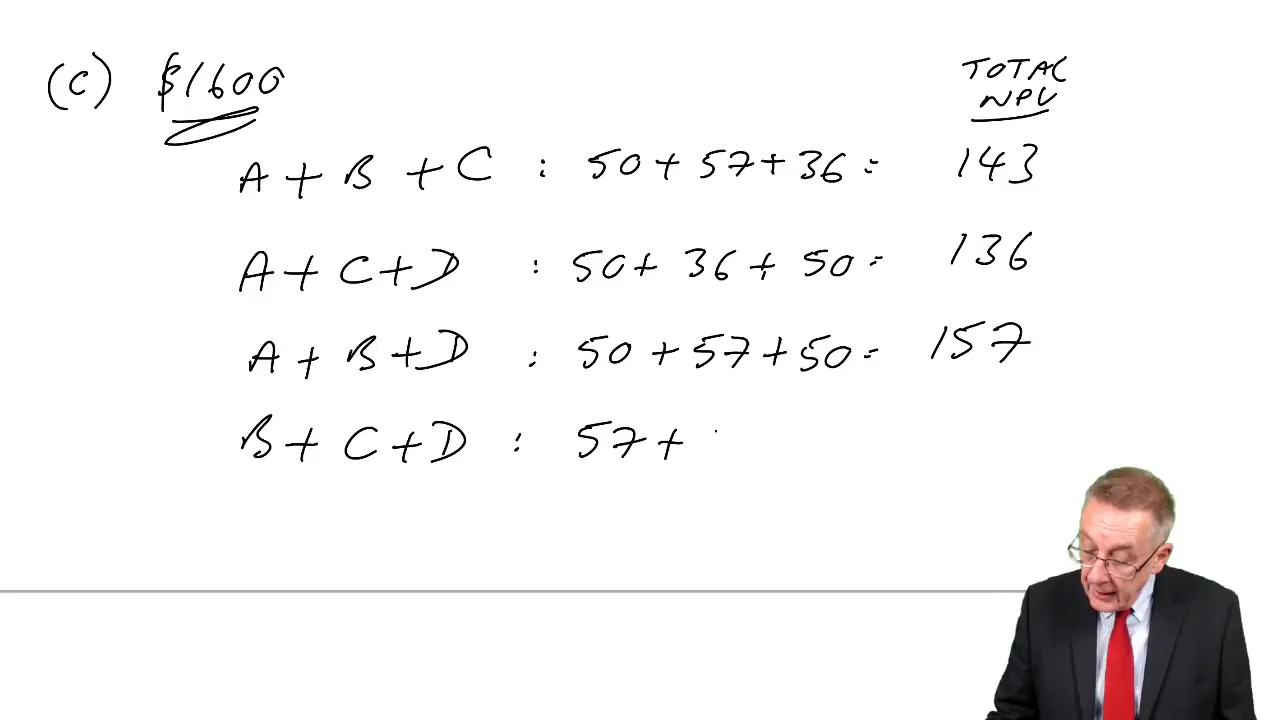 (c) $1600
TOTAL
NPV
A + B + C : 50 + 57 + 36 = 143
A + C + D : 50 + 36 + 50 = 136
A + B + D : 50 + 57 + 50 = 157
B + C + D : 57 +